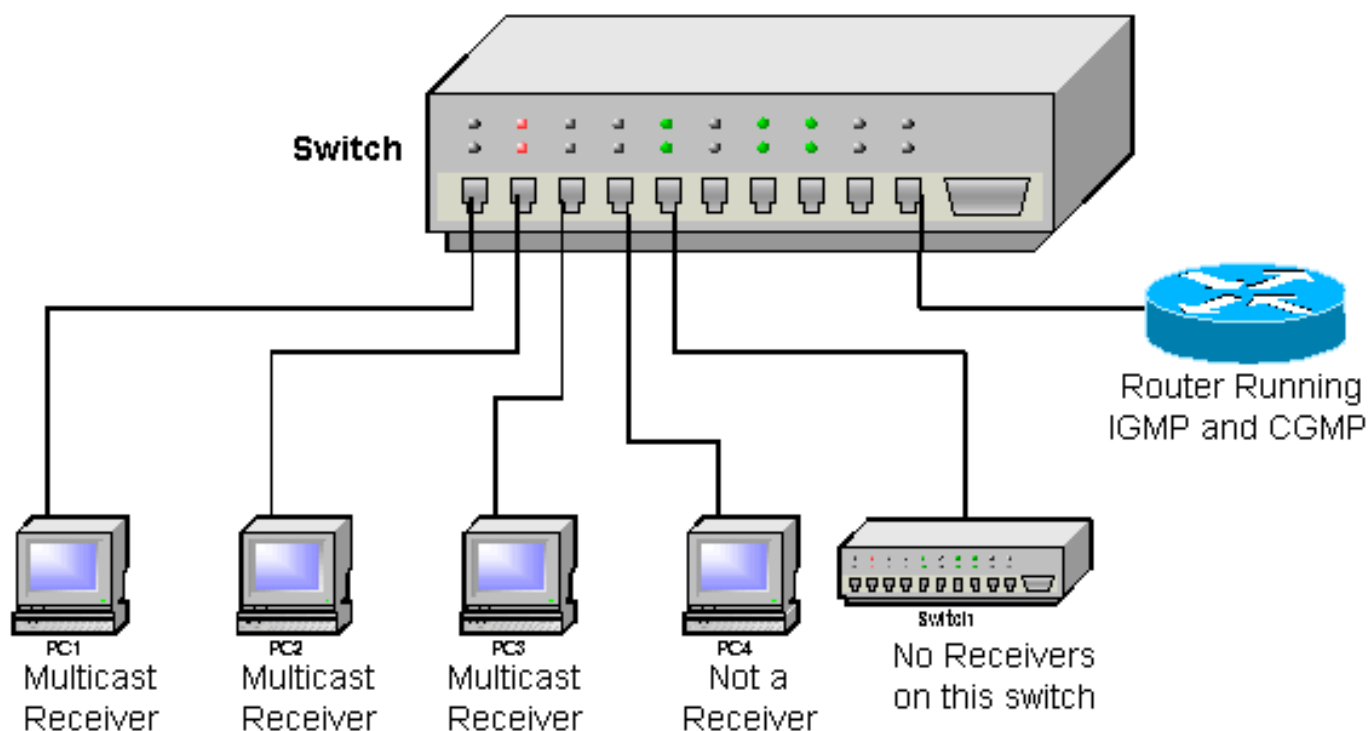 Switch
Router Running
IGMP and CGMP
PC1
Multicast
Receiver
PC2
Multicast
Receiver
PC3
Multicast
Receiver
PC4
Not a
Receiver
Switch
No Receivers
on this switch